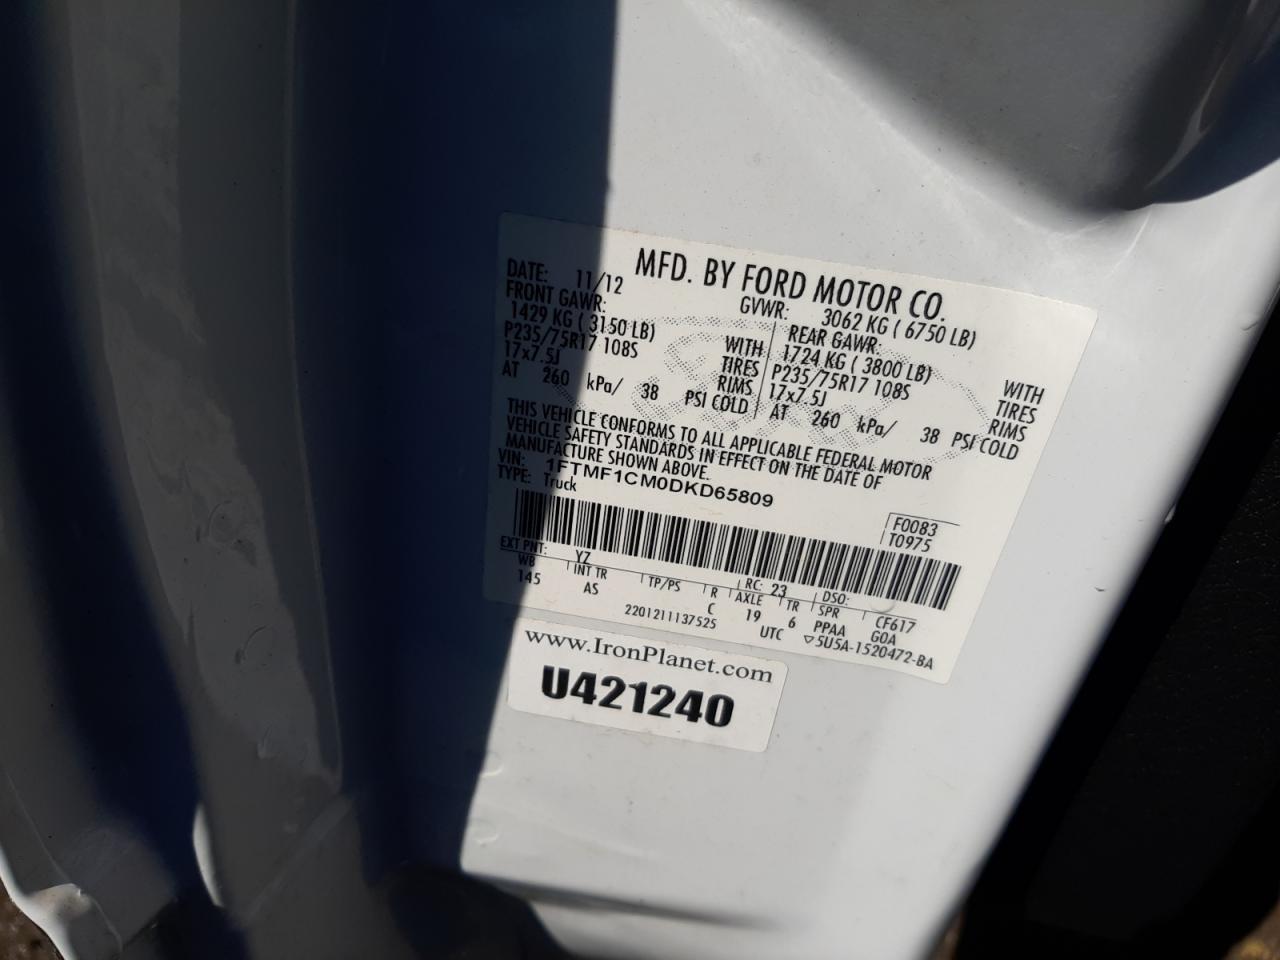 MFD. BY FORD MOTOR CO.
DATE: 11/12 GVWR: 3062 KG ( 6750 LB)
FRONT GAWR: REAR GAWR:
1429 KG ( 3150 LB) WITH 1724 KG ( 3800 LB) WITH
P235/75R17 108S TIRES P235/75R17 108S TIRES
17x7.5J RIMS 17x7.5J RIMS
AT 260 kPa/ 38 PSI COLD AT 260 kPa/ 38 PSI COLD
THIS VEHICLE CONFORMS TO ALL APPLICABLE FEDERAL MOTOR
VEHICLE SAFETY STANDARDS IN EFFECT ON THE DATE OF
MANUFACTURE SHOWN ABOVE.
VIN: 1FTMF1CM0DKD65809
TYPE: Truck
F0083
T0975
EXT PNT: YZ RC: 23 DSO:
WB INT TR TP/PS R AXLE TR SPR CF617
145 AS C 19 6 PPAA G0A
2201211137525 UTC ▽5U5A-1520472-BA
www.IronPlanet.com
U421240